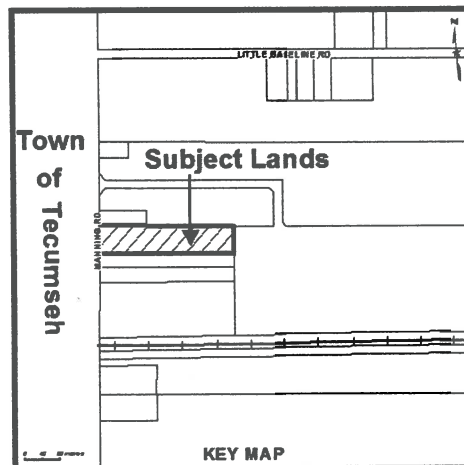 N
LITTLE BASELINE RD
Town
of
Tecumseh
Subject Lands
MANNING RD
KEY MAP